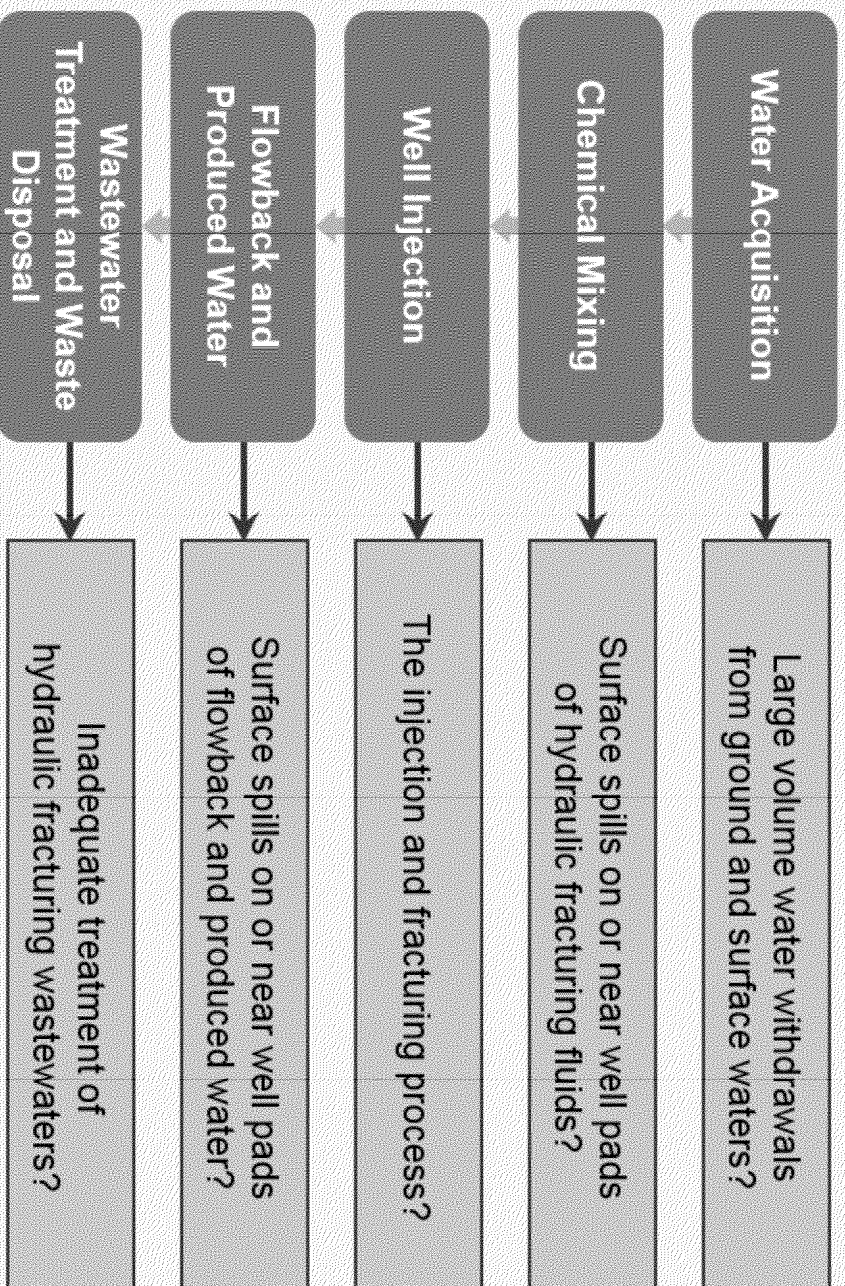 Water Acquisition
Large volume water withdrawals
from ground and surface waters?
Chemical Mixing
Surface spills on or near well pads
of hydraulic fracturing fluids?
Well Injection
The injection and fracturing process?
Flowback and
Produced Water
Surface spills on or near well pads
of flowback and produced water?
Wastewater
Treatment and Waste
Disposal
Inadequate treatment of
hydraulic fracturing wastewaters?